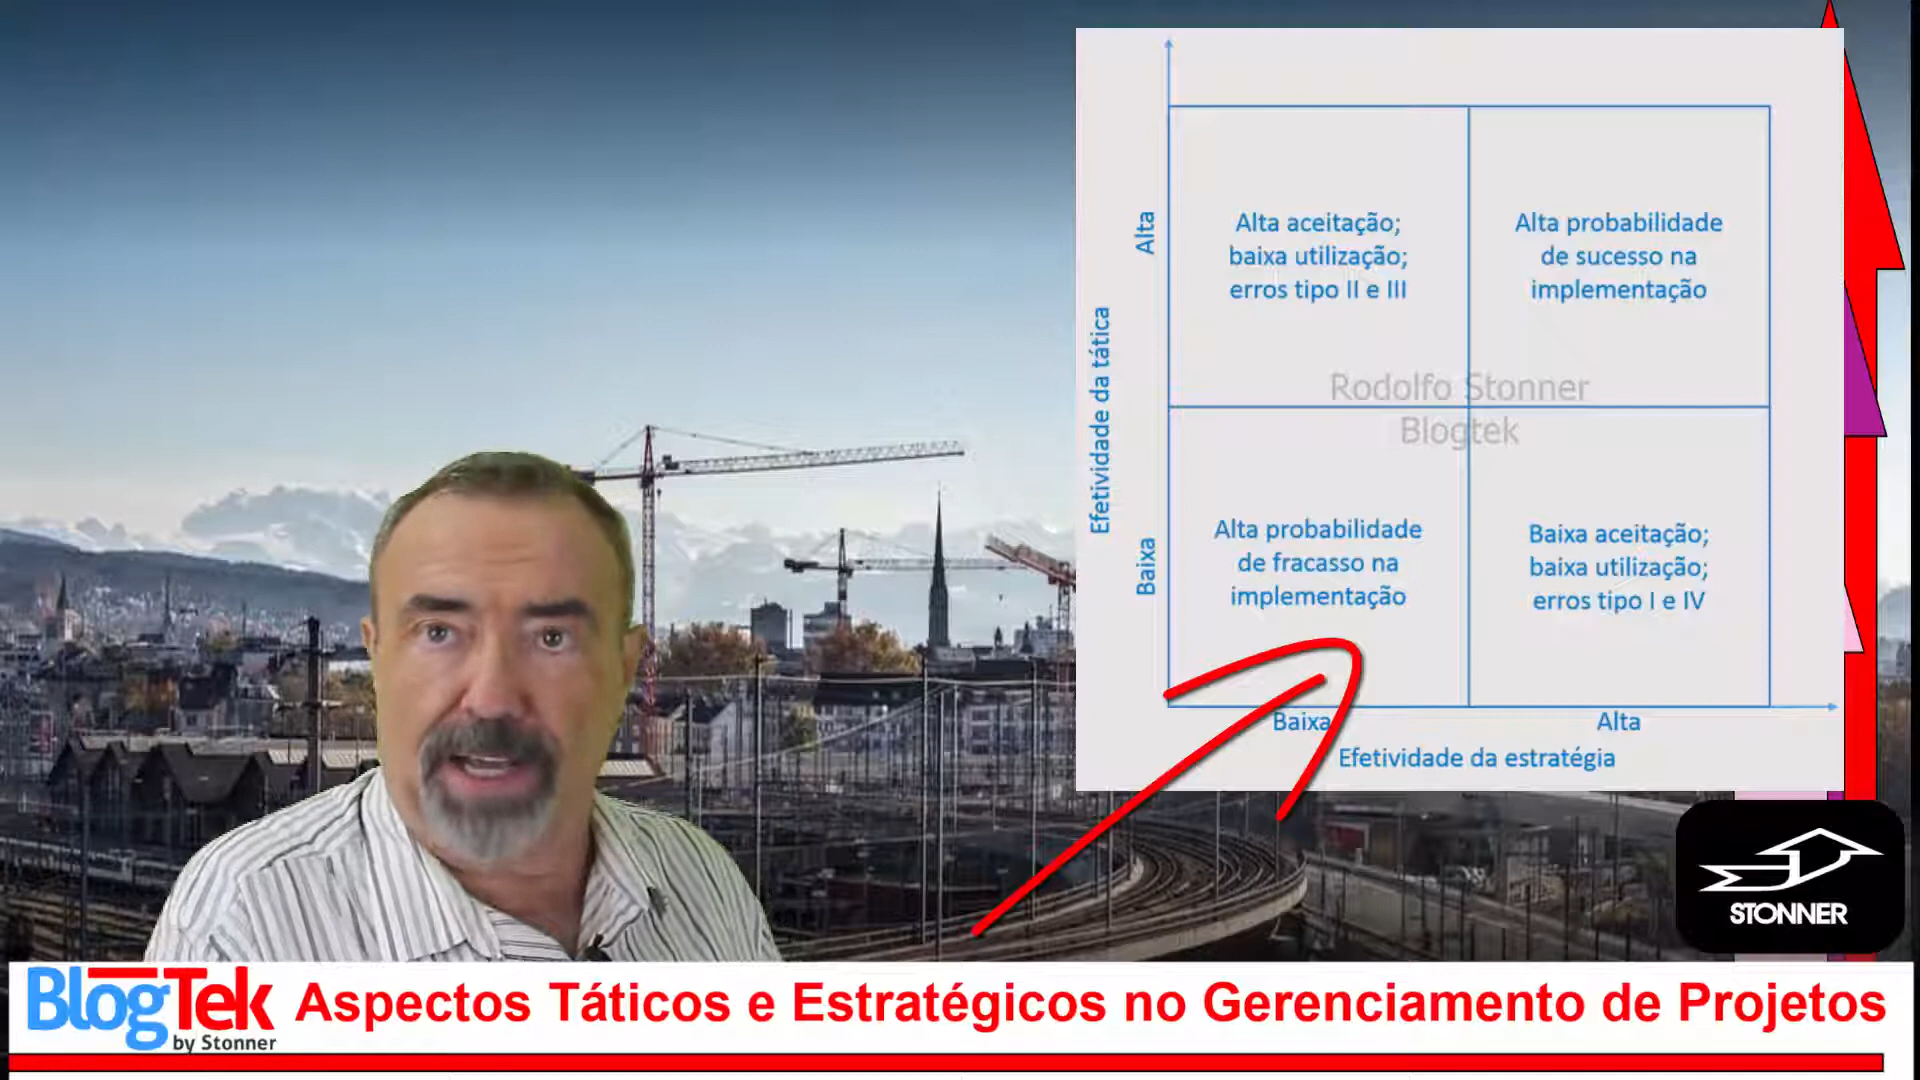 Alta
Alta aceitação;
baixa utilização;
erros tipo II e III
Alta probabilidade
de sucesso na
implementação
Efetividade da tática
Rodolfo Stonner
Blogtek
Baixa
Alta probabilidade
de fracasso na
implementação
Baixa aceitação;
baixa utilização;
erros tipo I e IV
Baixa
Alta
Efetividade da estratégia
STONNER
BlogTek
by Stonner
Aspectos Táticos e Estratégicos no Gerenciamento de Projetos